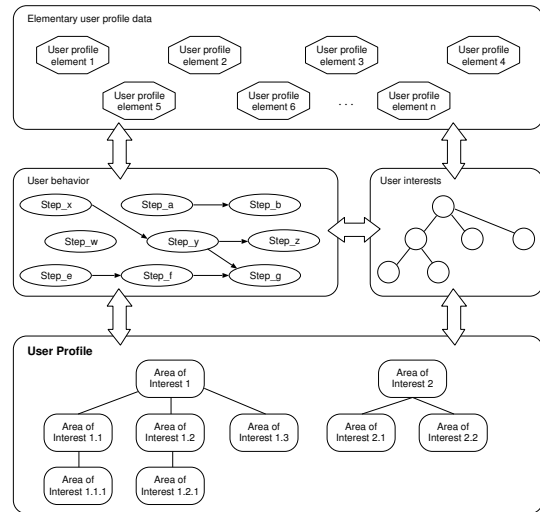 Elementary user profile data
User profile
element 1
User profile
element 2
User profile
element 3
User profile
element 4
User profile
element 5
User profile
element 6
. . .
User profile
element n
User behavior
Step_x
Step_a
Step_b
Step_w
Step_y
Step_z
Step_e
Step_f
Step_g
User interests
User Profile
Area of
Interest 1
Area of
Interest 2
Area of
Interest 1.1
Area of
Interest 1.2
Area of
Interest 1.3
Area of
Interest 2.1
Area of
Interest 2.2
Area of
Interest 1.1.1
Area of
Interest 1.2.1